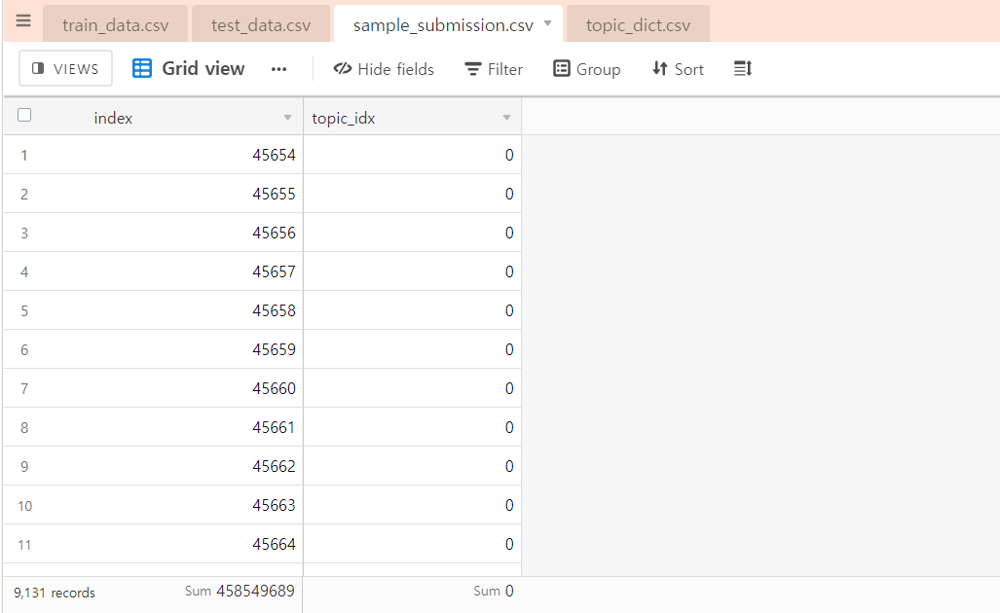 train_data.csv test_data.csv sample_submission.csv topic_dict.csv
VIEWS Grid view ... Hide fields Filter Group Sort
index topic_idx
1 45654 0
2 45655 0
3 45656 0
4 45657 0
5 45658 0
6 45659 0
7 45660 0
8 45661 0
9 45662 0
10 45663 0
11 45664 0
9,131 records Sum 458549689 Sum 0